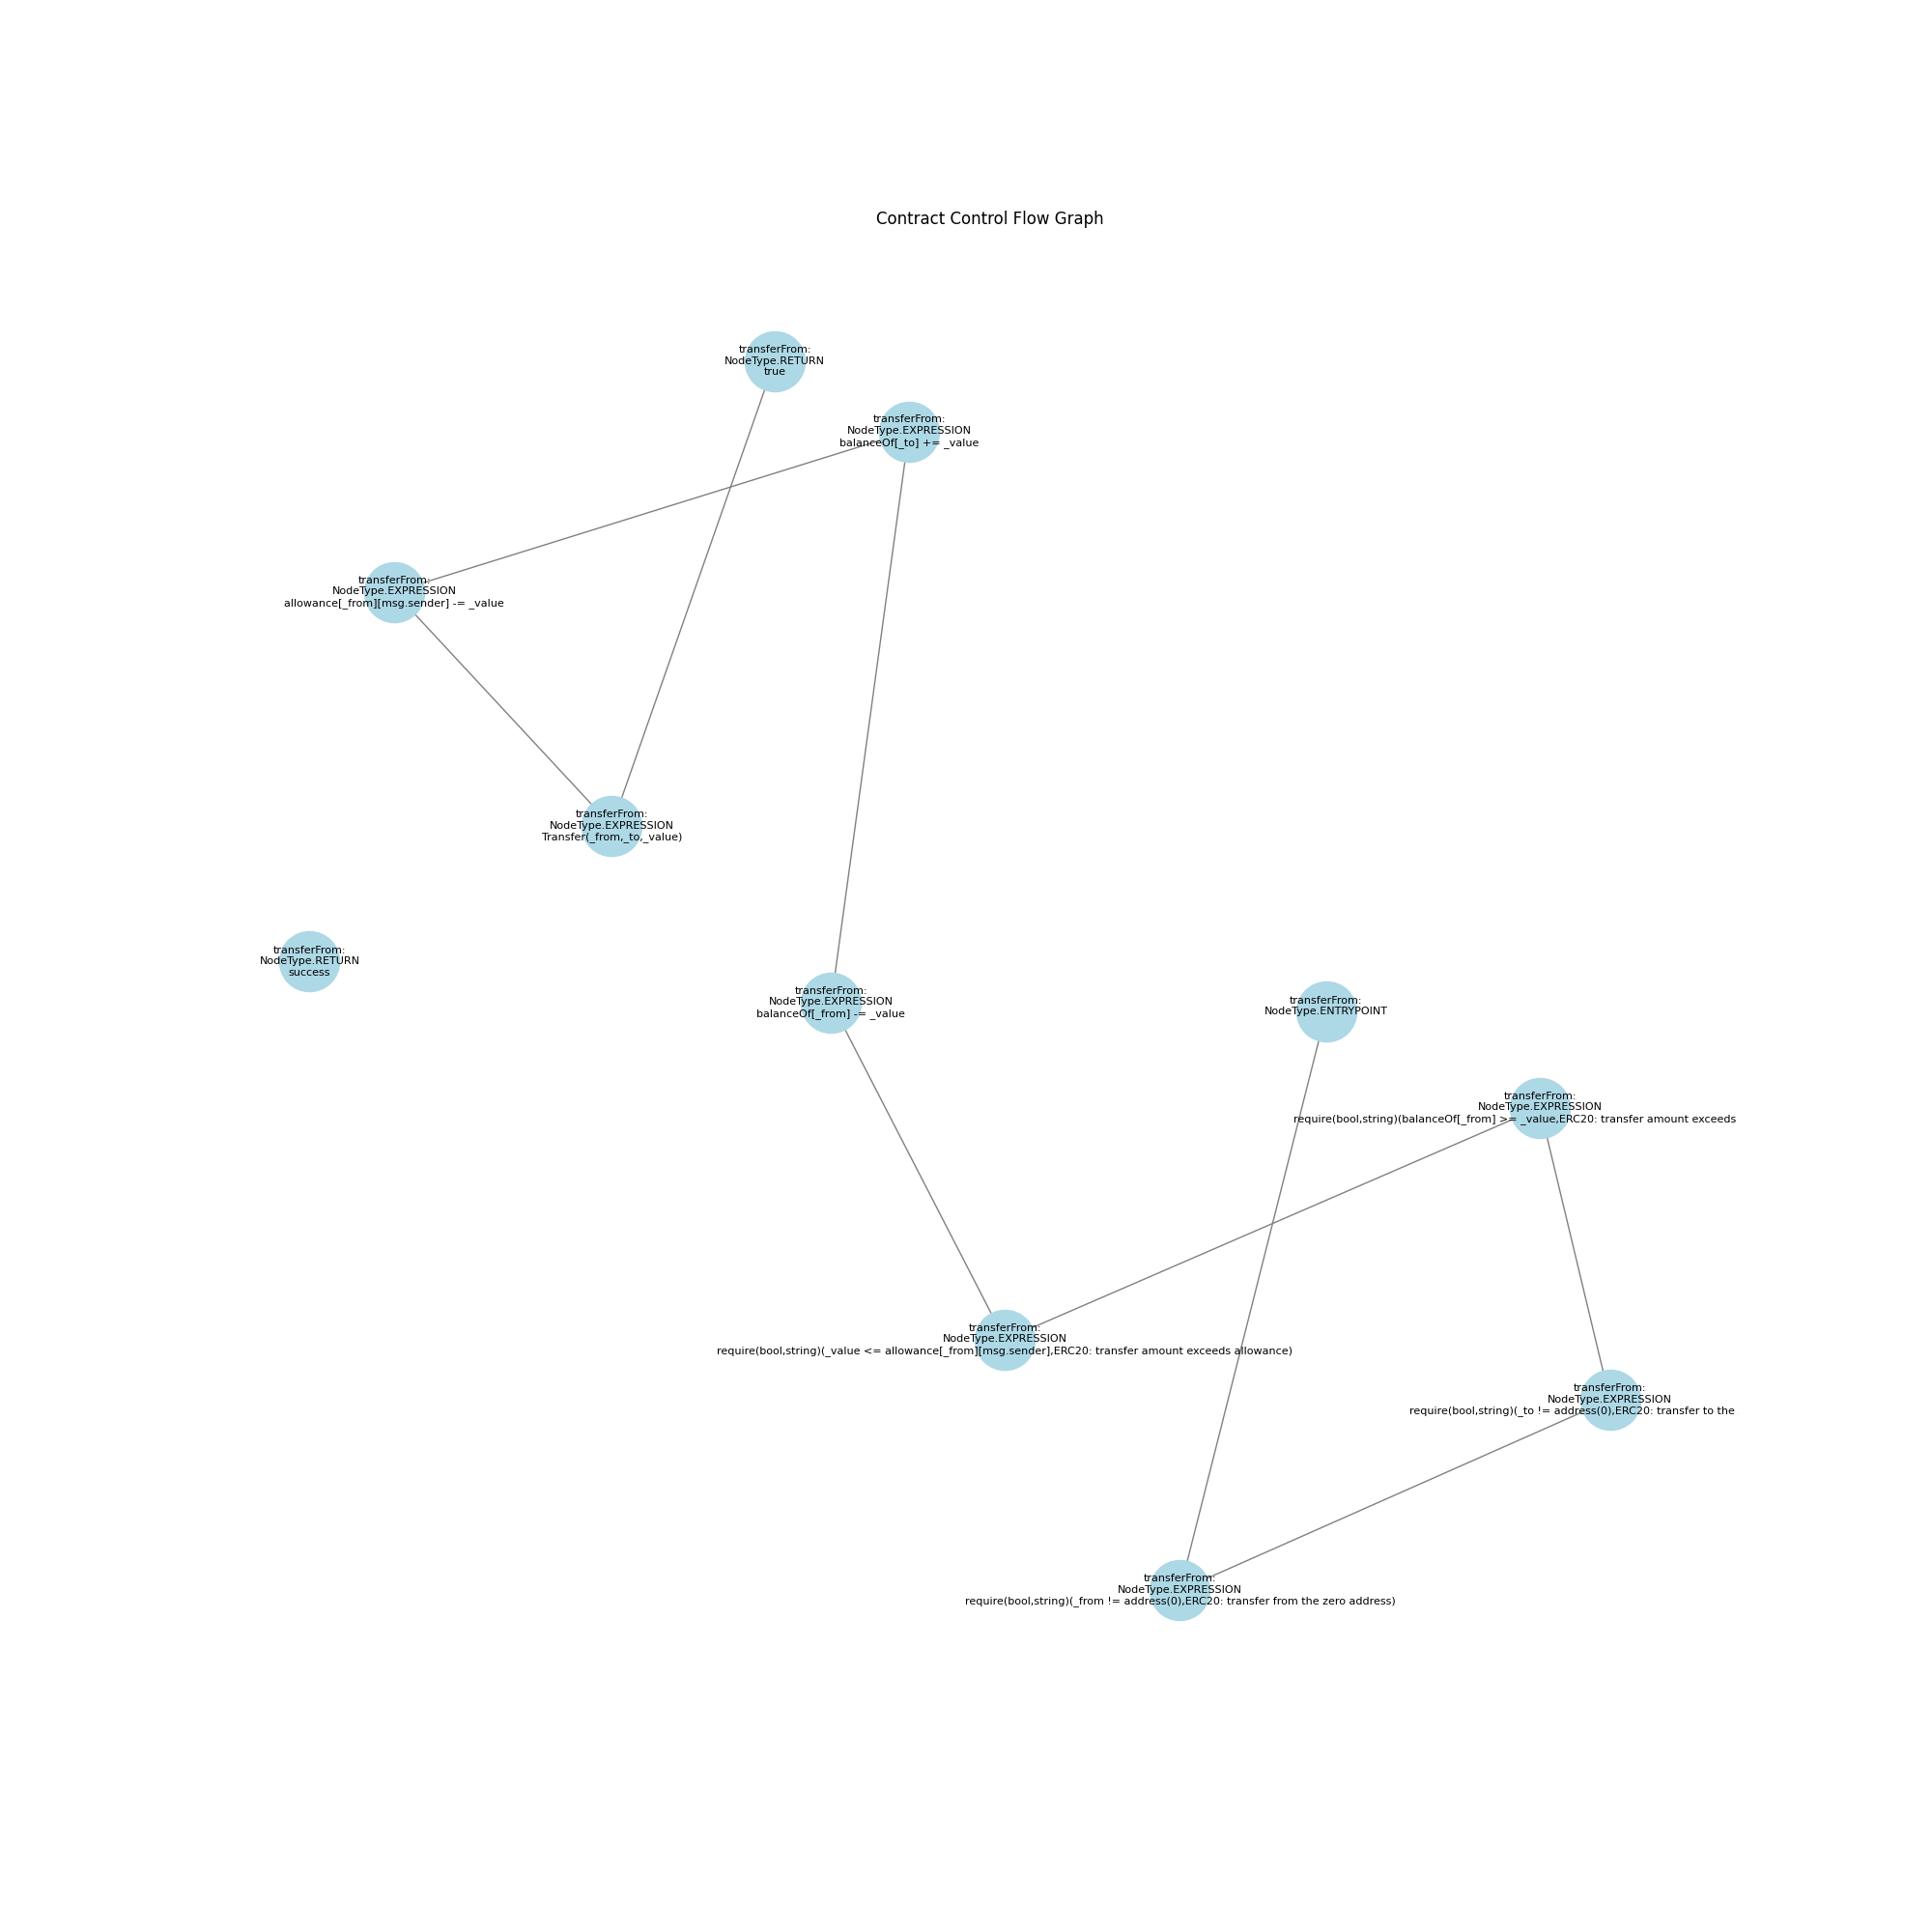 Contract Control Flow Graph
transferFrom:
NodeType.RETURN
true
transferFrom:
NodeType.EXPRESSION
balanceOf[_to] += _value
transferFrom:
NodeType.EXPRESSION
allowance[_from][msg.sender] -= _value
transferFrom:
NodeType.EXPRESSION
Transfer(_from,_to,_value)
transferFrom:
NodeType.RETURN
success
transferFrom:
NodeType.EXPRESSION
balanceOf[_from] -= _value
transferFrom:
NodeType.ENTRYPOINT
transferFrom:
NodeType.EXPRESSION
require(bool,string)(balanceOf[_from] >= _value,ERC20: transfer amount exceeds
transferFrom:
NodeType.EXPRESSION
require(bool,string)(_value <= allowance[_from][msg.sender],ERC20: transfer amount exceeds allowance)
transferFrom:
NodeType.EXPRESSION
require(bool,string)(_to != address(0),ERC20: transfer to the
transferFrom:
NodeType.EXPRESSION
require(bool,string)(_from != address(0),ERC20: transfer from the zero address)